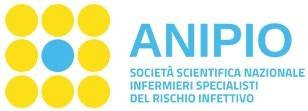 ANIPIO
SOCIETÀ SCIENTIFICA NAZIONALE
INFERMIERI SPECIALISTI
DEL RISCHIO INFETTIVO